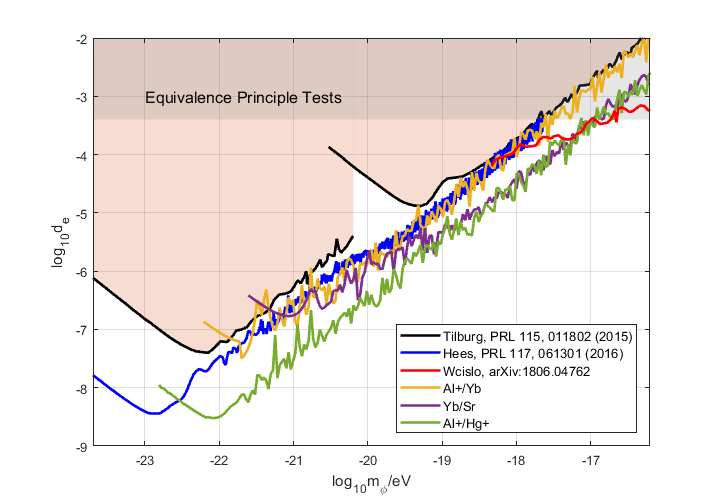 -2
-3
-4
-5
-6
-7
-8
-9
log10de
Equivalence Principle Tests
Tilburg, PRL 115, 011802 (2015)
Hees, PRL 117, 061301 (2016)
Wcislo, arXiv:1806.04762
Al+/Yb
Yb/Sr
Al+/Hg+
-23 -22 -21 -20 -19 -18 -17
log10mϕ/eV